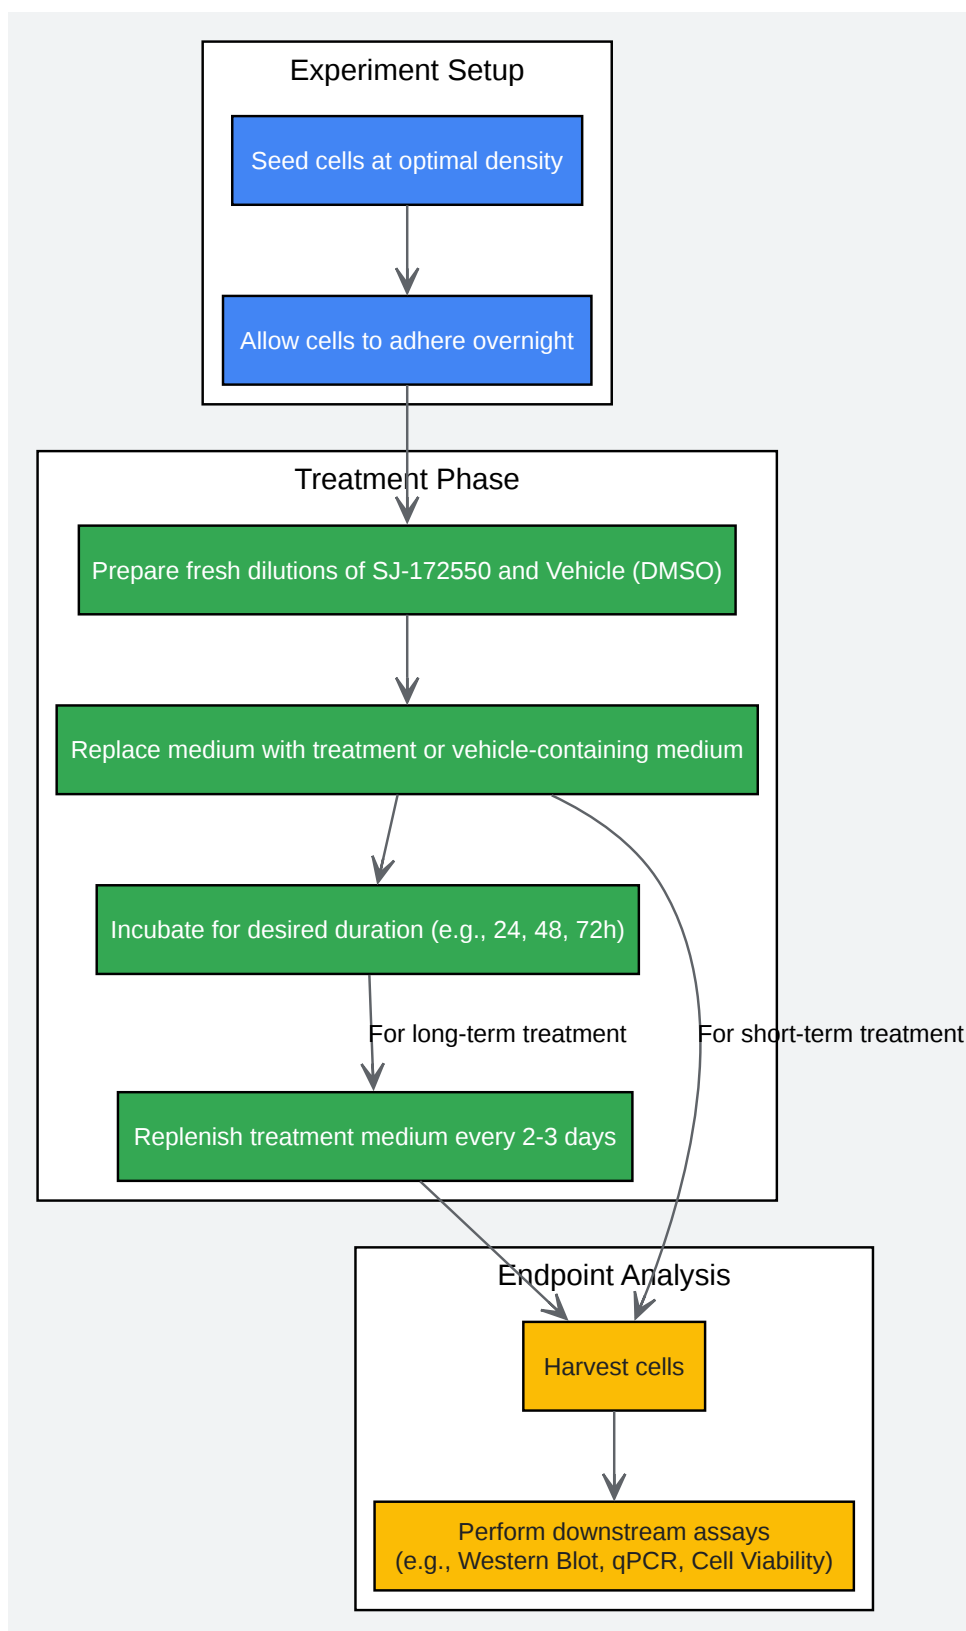 Experiment Setup
Seed cells at optimal density
Allow cells to adhere overnight
Treatment Phase
Prepare fresh dilutions of SJ-172550 and Vehicle (DMSO)
Replace medium with treatment or vehicle-containing medium
Incubate for desired duration (e.g., 24, 48, 72h)
For long-term treatment
For short-term treatment
Replenish treatment medium every 2-3 days
Endpoint Analysis
Harvest cells
Perform downstream assays
(e.g., Western Blot, qPCR, Cell Viability)